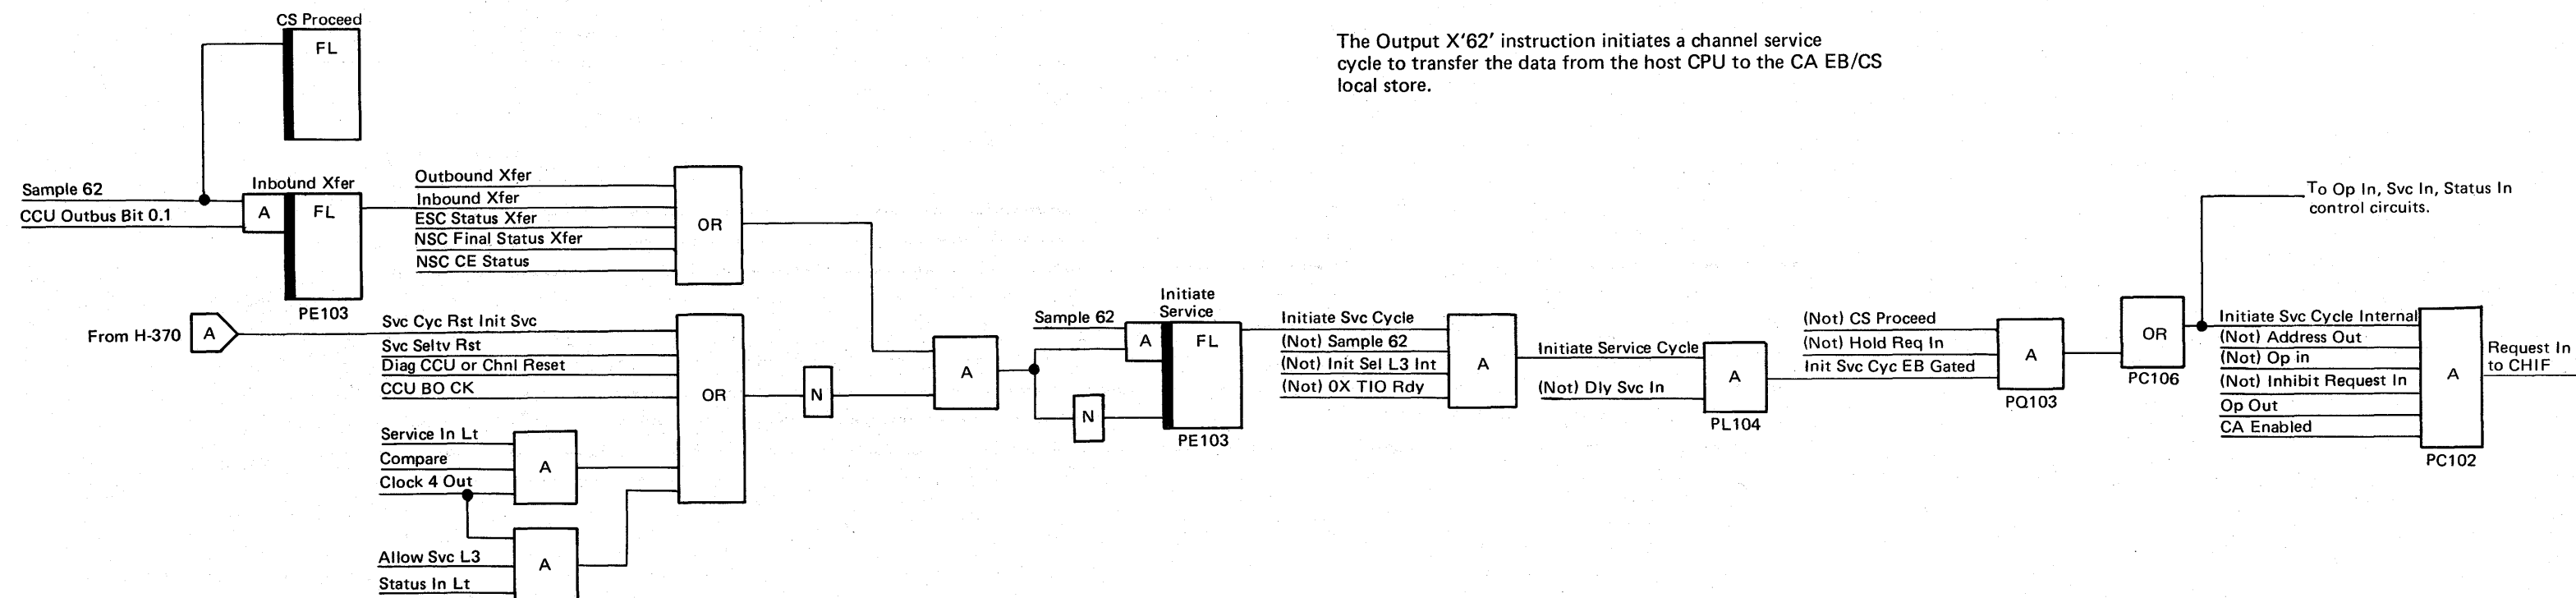 CS Proceed
FL
The Output X'62' instruction initiates a channel service
cycle to transfer the data from the host CPU to the CA EB/CS
local store.
Sample 62
CCU Outbus Bit 0.1
Inbound Xfer
A
FL
PE103
Outbound Xfer
Inbound Xfer
ESC Status Xfer
NSC Final Status Xfer
NSC CE Status
OR
From H-370
A
Svc Cyc Rst Init Svc
Svc Seltv Rst
Diag CCU or Chnl Reset
CCU BO CK
OR
N
Service In Lt
Compare
Clock 4 Out
A
Allow Svc L3
Status In Lt
A
A
Sample 62
A
N
Initiate
Service
FL
PE103
Initiate Svc Cycle
(Not) Sample 62
(Not) Init Sel L3 Int
(Not) 0X TIO Rdy
A
Initiate Service Cycle
(Not) Dly Svc In
A
PL104
(Not) CS Proceed
(Not) Hold Req In
Init Svc Cyc EB Gated
A
PQ103
OR
PC106
To Op In, Svc In, Status In
control circuits.
Initiate Svc Cycle Internal
(Not) Address Out
(Not) Op in
(Not) Inhibit Request In
Op Out
CA Enabled
A
PC102
Request In
to CHIF